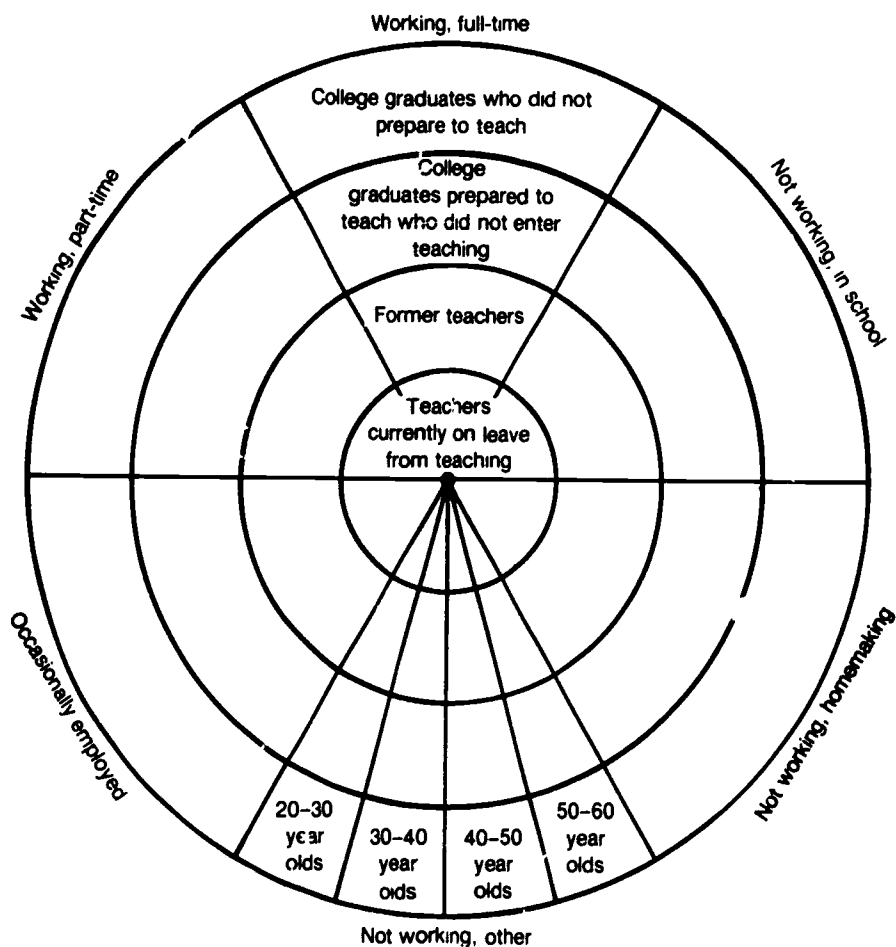 Working, full-time
College graduates who did not
prepare to teach
College
graduates prepared to
teach who did not enter
teaching
Former teachers
Teachers
currently on leave
from teaching
Working, part-time
Not working, in school
Occasionally employed
Not working, homemaking
20–30
year
olds
30–40
year
olds
40–50
year
olds
50–60
year
olds
Not working, other